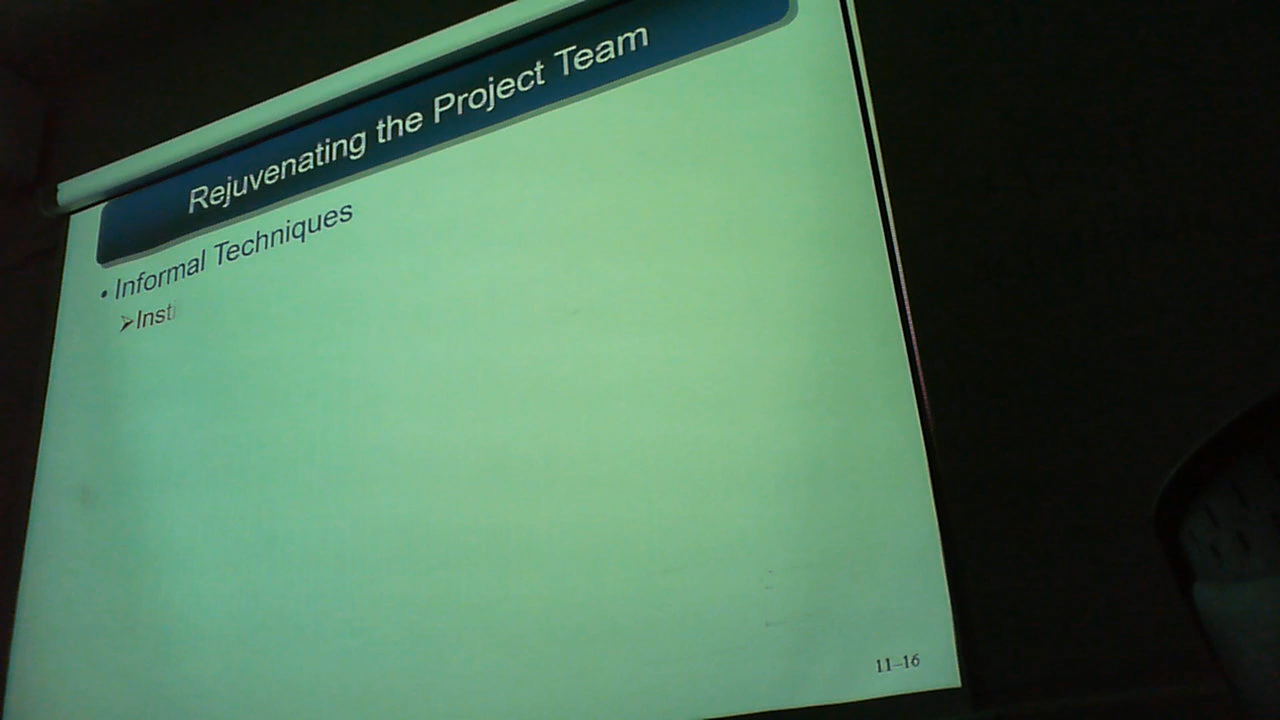 Rejuvenating the Project Team
• Informal Techniques
➢Insti
11–16